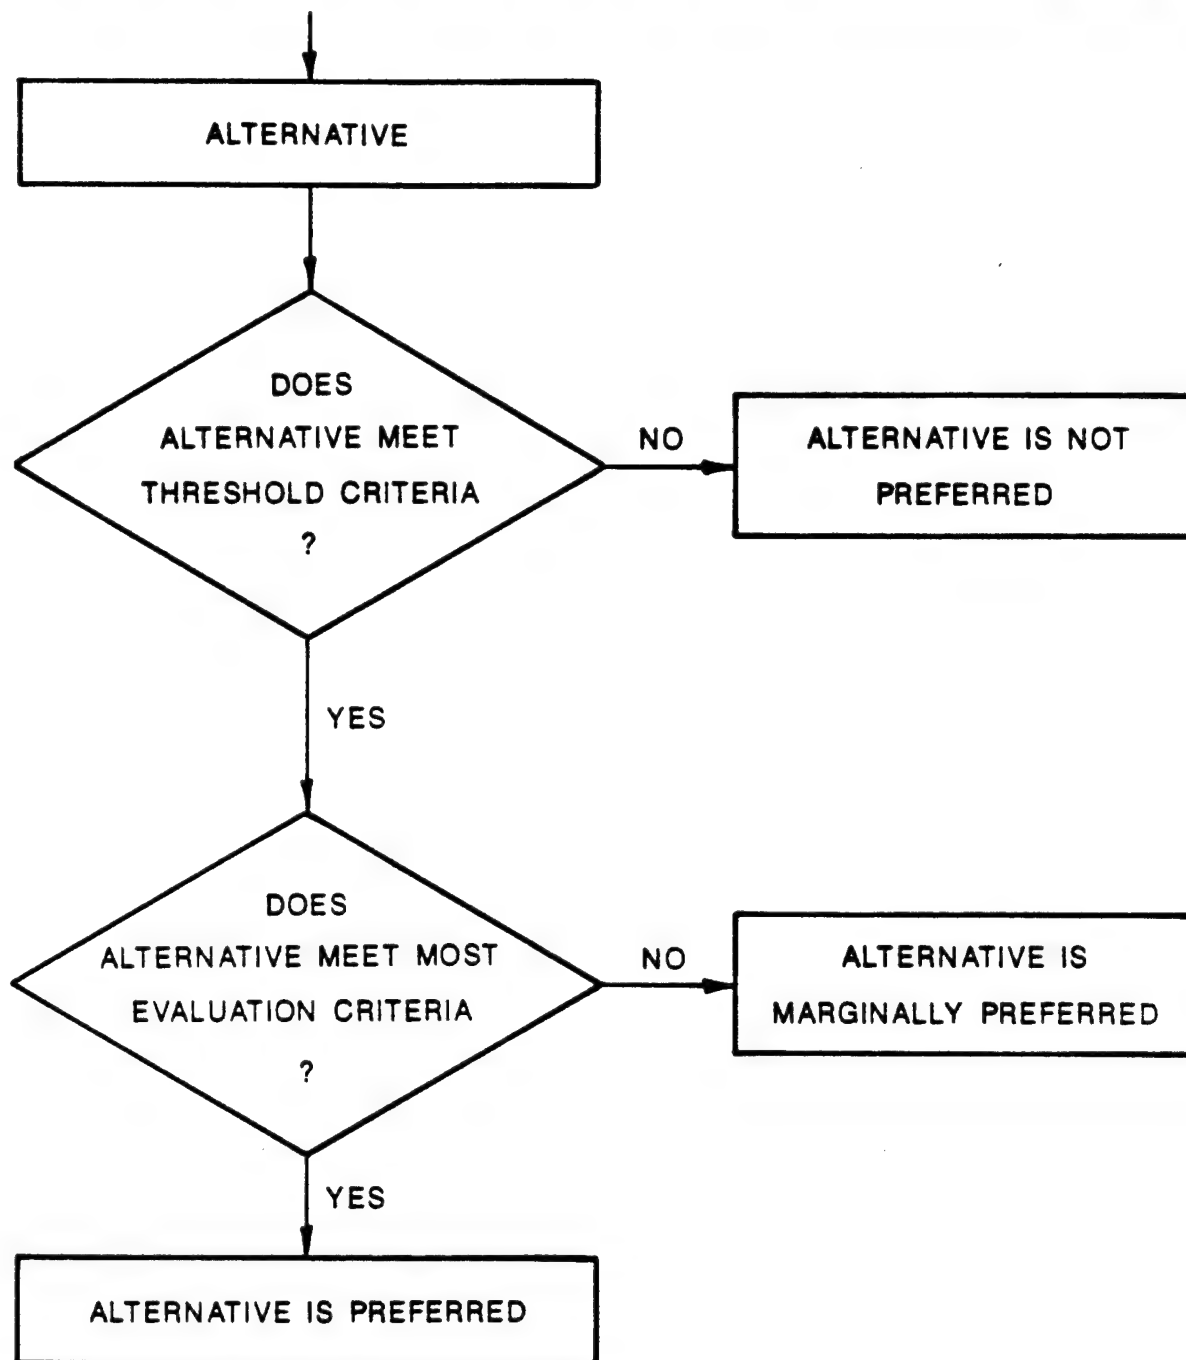 ALTERNATIVE
DOES
ALTERNATIVE MEET
THRESHOLD CRITERIA
?
NO
ALTERNATIVE IS NOT
PREFERRED
YES
DOES
ALTERNATIVE MEET MOST
EVALUATION CRITERIA
?
NO
ALTERNATIVE IS
MARGINALLY PREFERRED
YES
ALTERNATIVE IS PREFERRED